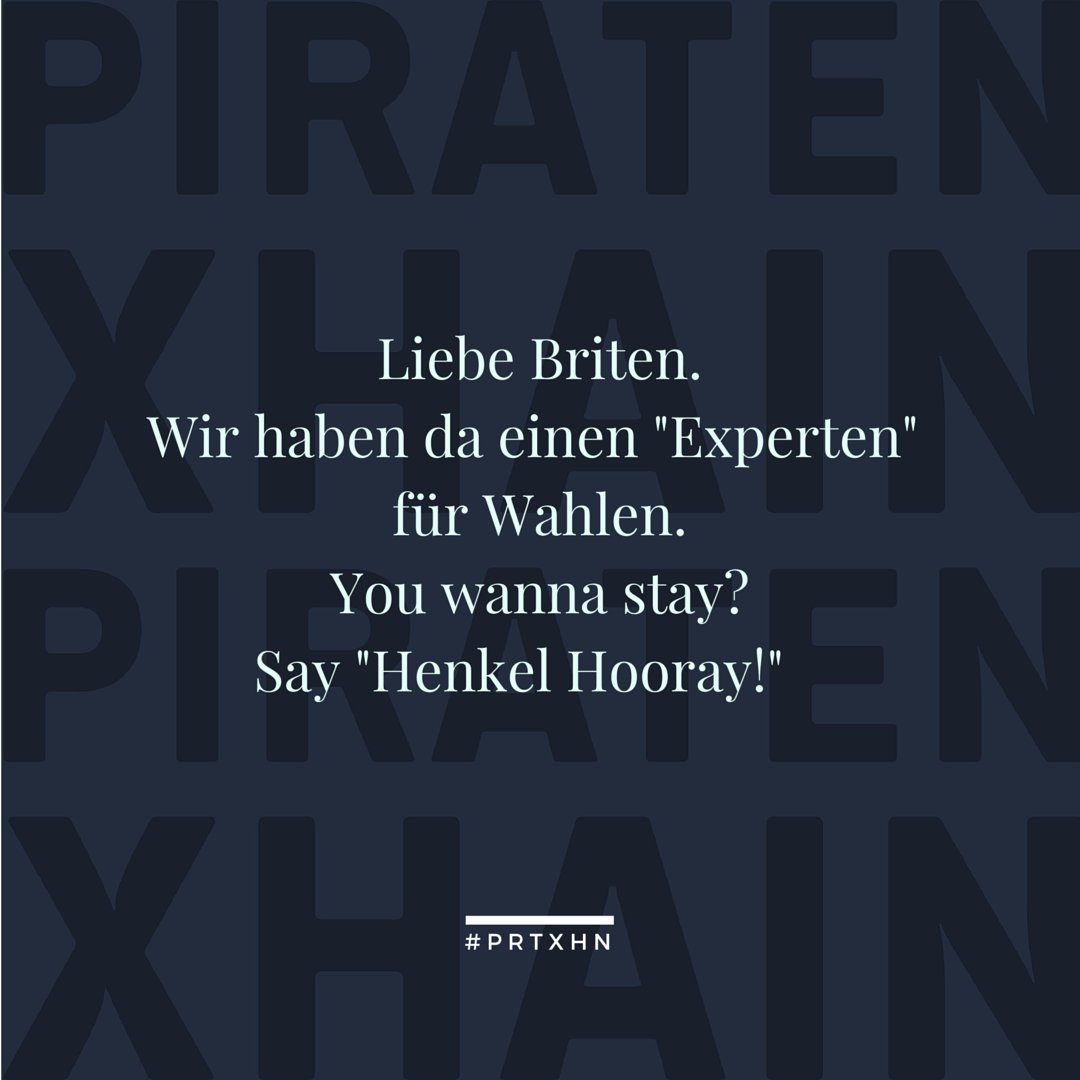 PIRATEN
XHAIN
Liebe Briten.
Wir haben da einen "Experten"
für Wahlen.
You wanna stay?
Say "Henkel Hooray!"
PIRATEN
XHAIN
#PRTXHN